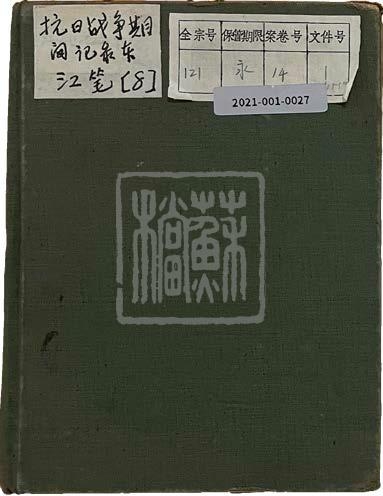 抗日战争期
间记录东
江笔[8]
全宗号 保管期限 案卷号 文件号
121 永 14 1
2021-001-0027